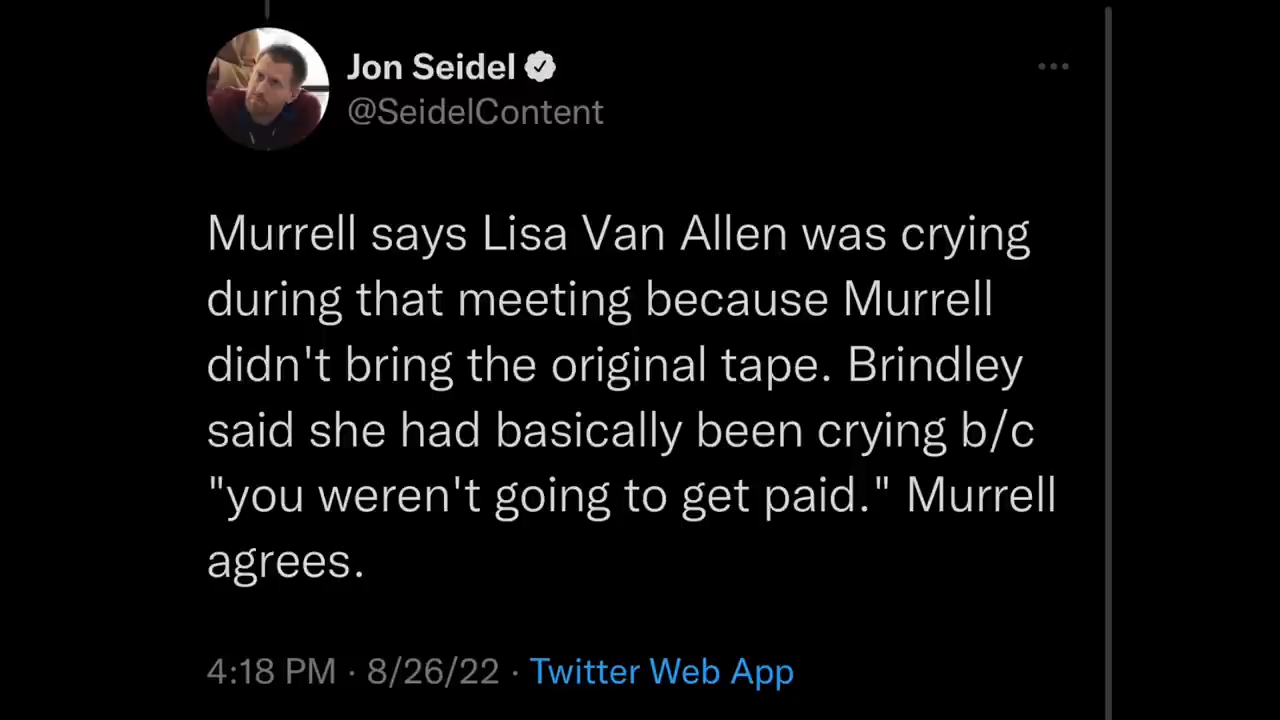 Jon Seidel
@SeidelContent
Murrell says Lisa Van Allen was crying
during that meeting because Murrell
didn't bring the original tape. Brindley
said she had basically been crying b/c
"you weren't going to get paid." Murrell
agrees.
4:18 PM · 8/26/22 · Twitter Web App